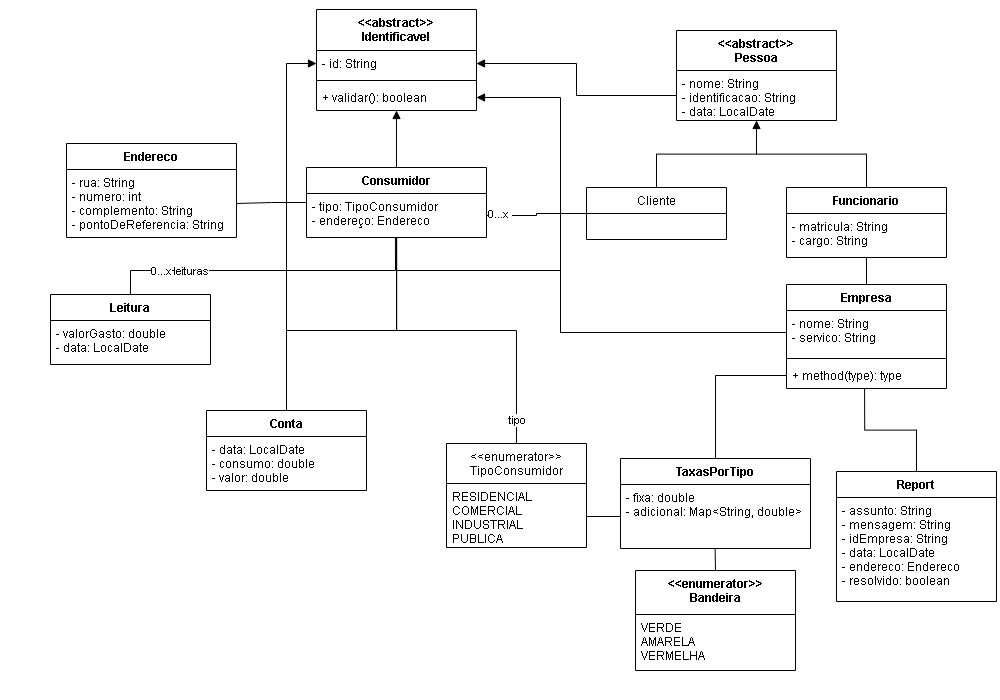 <<abstract>>
Identificavel
- id: String
+ validar(): boolean
<<abstract>>
Pessoa
- nome: String
- identificacao: String
- data: LocalDate
Endereco
- rua: String
- numero: int
- complemento: String
- pontoDeReferencia: String
Consumidor
- tipo: TipoConsumidor
- endereço: Endereco
0...x
Cliente
Funcionario
- matricula: String
- cargo: String
0...x
leituras
Leitura
- valorGasto: double
- data: LocalDate
Empresa
- nome: String
- servico: String
+ method(type): type
Conta
- data: LocalDate
- consumo: double
- valor: double
tipo
<<enumerator>>
TipoConsumidor
RESIDENCIAL
COMERCIAL
INDUSTRIAL
PUBLICA
TaxasPorTipo
- fixa: double
- adicional: Map<String, double>
Report
- assunto: String
- mensagem: String
- idEmpresa: String
- data: LocalDate
- endereco: Endereco
- resolvido: boolean
<<enumerator>>
Bandeira
VERDE
AMARELA
VERMELHA